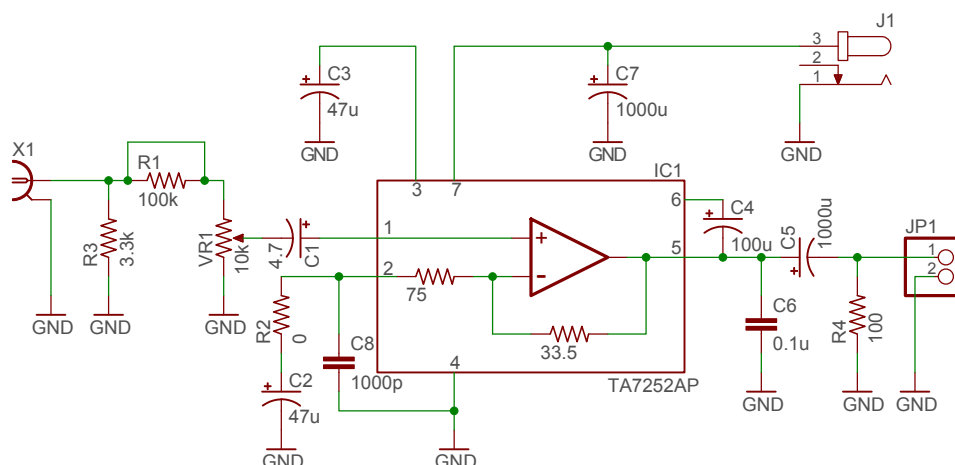 J1
3
2
1
C3
47u
GND
C7
1000u
GND
GND
X1
R1
100k
R3
3.3k
VR1
10k
4.7
C1
GND
GND
GND
IC1
3
7
6
1
2
5
4
+
-
75
33.5
TA7252AP
C4
100u
C5
1000u
JP1
1
2
R2
0
C8
1000p
C2
47u
GND
GND
C6
0.1u
GND
R4
100
GND
GND